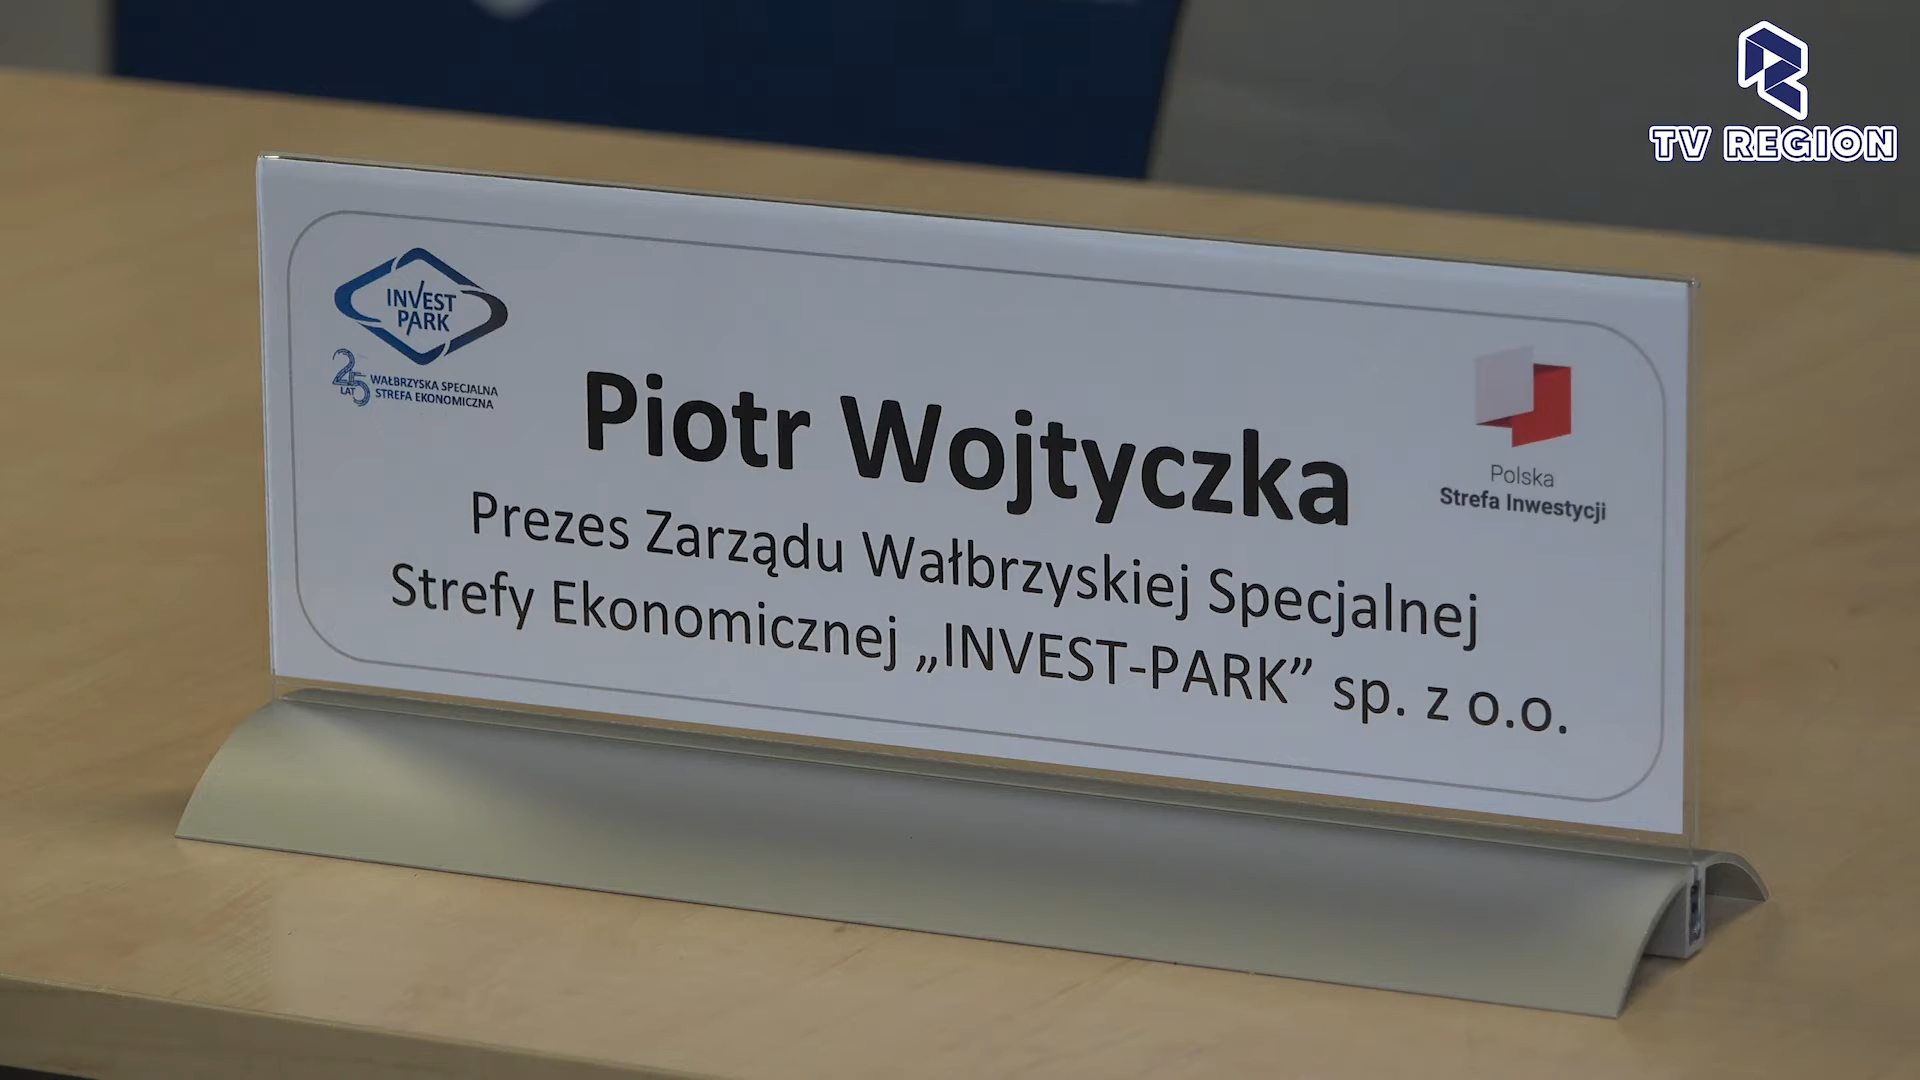 TV REGION
INVEST
PARK
25
LAT
WAŁBRZYSKA SPECJALNA
STREFA EKONOMICZNA
Piotr Wojtyczka
Prezes Zarządu Wałbrzyskiej Specjalnej
Strefy Ekonomicznej „INVEST-PARK” sp. z o.o.
Polska
Strefa Inwestycji